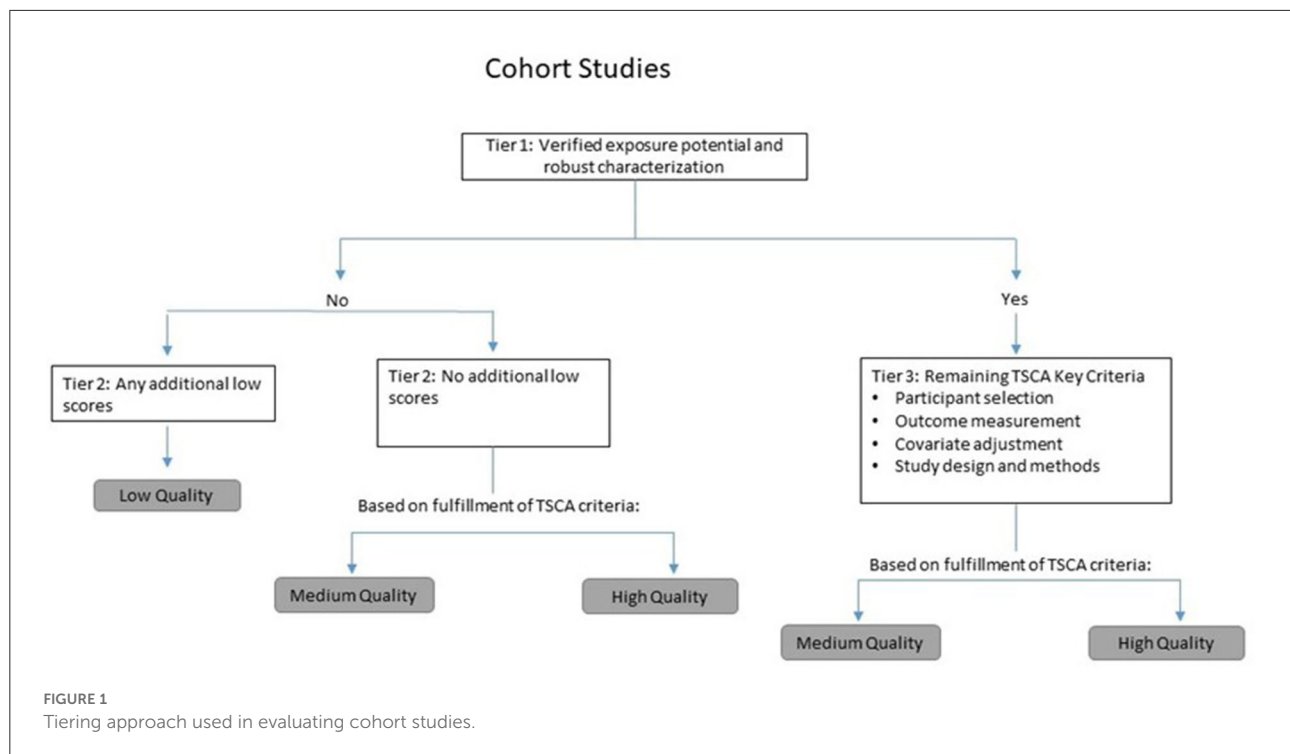 Cohort Studies
Tier 1: Verified exposure potential and
robust characterization
No
Yes
Tier 2: Any additional low
scores
Tier 2: No additional low
scores
Tier 3: Remaining TSCA Key Criteria
• Participant selection
• Outcome measurement
• Covariate adjustment
• Study design and methods
Low Quality
Based on fulfillment of TSCA criteria:
Medium Quality
High Quality
Based on fulfillment of TSCA criteria:
Medium Quality
High Quality
FIGURE 1
Tiering approach used in evaluating cohort studies.